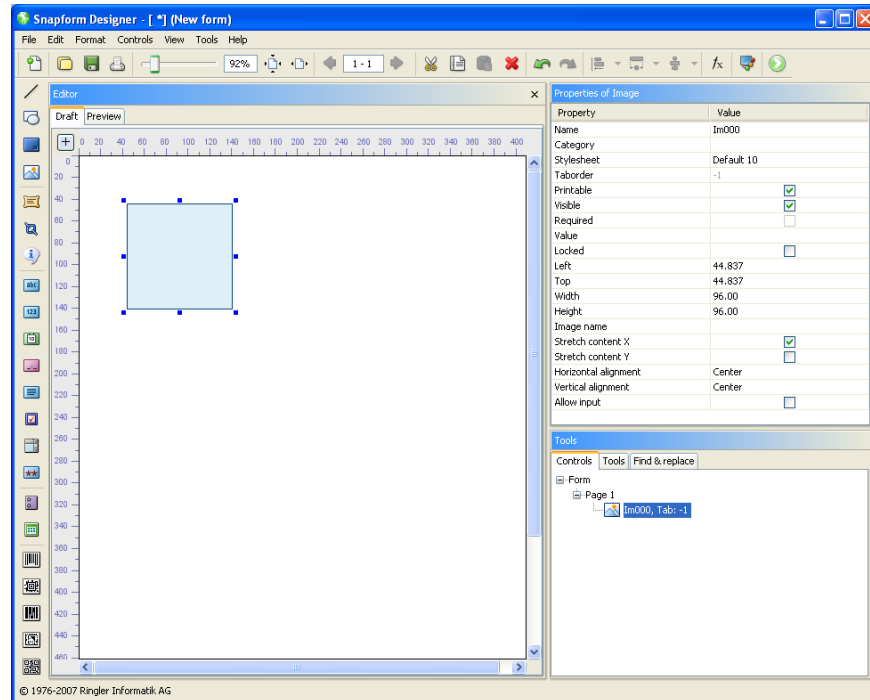 Snapform Designer - [ *] (New form)
File Edit Format Controls View Tools Help
92% 1 - 1 fx
Editor
Draft Preview
0 20 40 60 80 100 120 140 160 180 200 220 240 260 280 300 320 340 360 380 400
0
20
40
60
80
100
120
140
160
180
200
220
240
260
280
300
320
340
360
380
400
420
440
460
abc
123
10
Properties of Image
Property Value
Name Im000
Category
Stylesheet Default 10
Taborder -1
Printable
Visible
Required
Value
Locked
Left 44.837
Top 44.837
Width 96.00
Height 96.00
Image name
Stretch content X
Stretch content Y
Horizontal alignment Center
Vertical alignment Center
Allow input
Tools
Controls Tools Find & replace
Form
Page 1
Im000, Tab: -1
© 1976-2007 Ringler Informatik AG